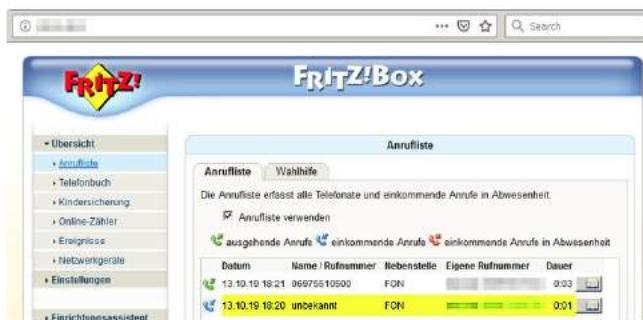 Search
FRITZ!
FRITZ!Box
Übersicht
Anrufliste
Telefonbuch
Kindersicherung
Online-Zähler
Ereignisse
Netzwerkgeräte
Einstellungen
Einrichtungsassistent
Anrufliste
Anrufliste Wahlhilfe
Die Anrufliste erfasst alle Telefonate und einkommende Anrufe in Abwesenheit.
Anrufliste verwenden
ausgehende Anrufe einkommende Anrufe einkommende Anrufe in Abwesenheit
Datum Name / Rufnummer Nebenstelle Eigene Rufnummer Dauer
13.10.19 18:21 06975510500 FON 0:03
13.10.19 18:20 unbekannt FON 0:01